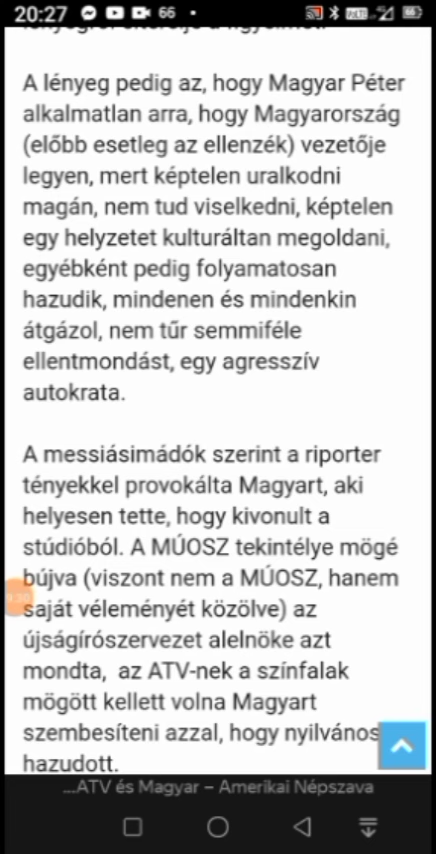 20:27 66
A lényeg pedig az, hogy Magyar Péter
alkalmatlan arra, hogy Magyarország
(előbb esetleg az ellenzék) vezetője
legyen, mert képtelen uralkodni
magán, nem tud viselkedni, képtelen
egy helyzetet kulturáltan megoldani,
egyébként pedig folyamatosan
hazudik, mindenen és mindenkin
átgázol, nem tűr semmiféle
ellentmondást, egy agresszív
autokrata.
A messiásimádók szerint a riporter
tényekkel provokálta Magyart, aki
helyesen tette, hogy kivonult a
stúdióból. A MÚOSZ tekintélye mögé
bújva (viszont nem a MÚOSZ, hanem
saját véleményét közölve) az
újságírószervezet alelnöke azt
mondta, az ATV-nek a színfalak
mögött kellett volna Magyart
szembesíteni azzal, hogy nyilvános
hazudott.
...ATV és Magyar – Amerikai Népszava